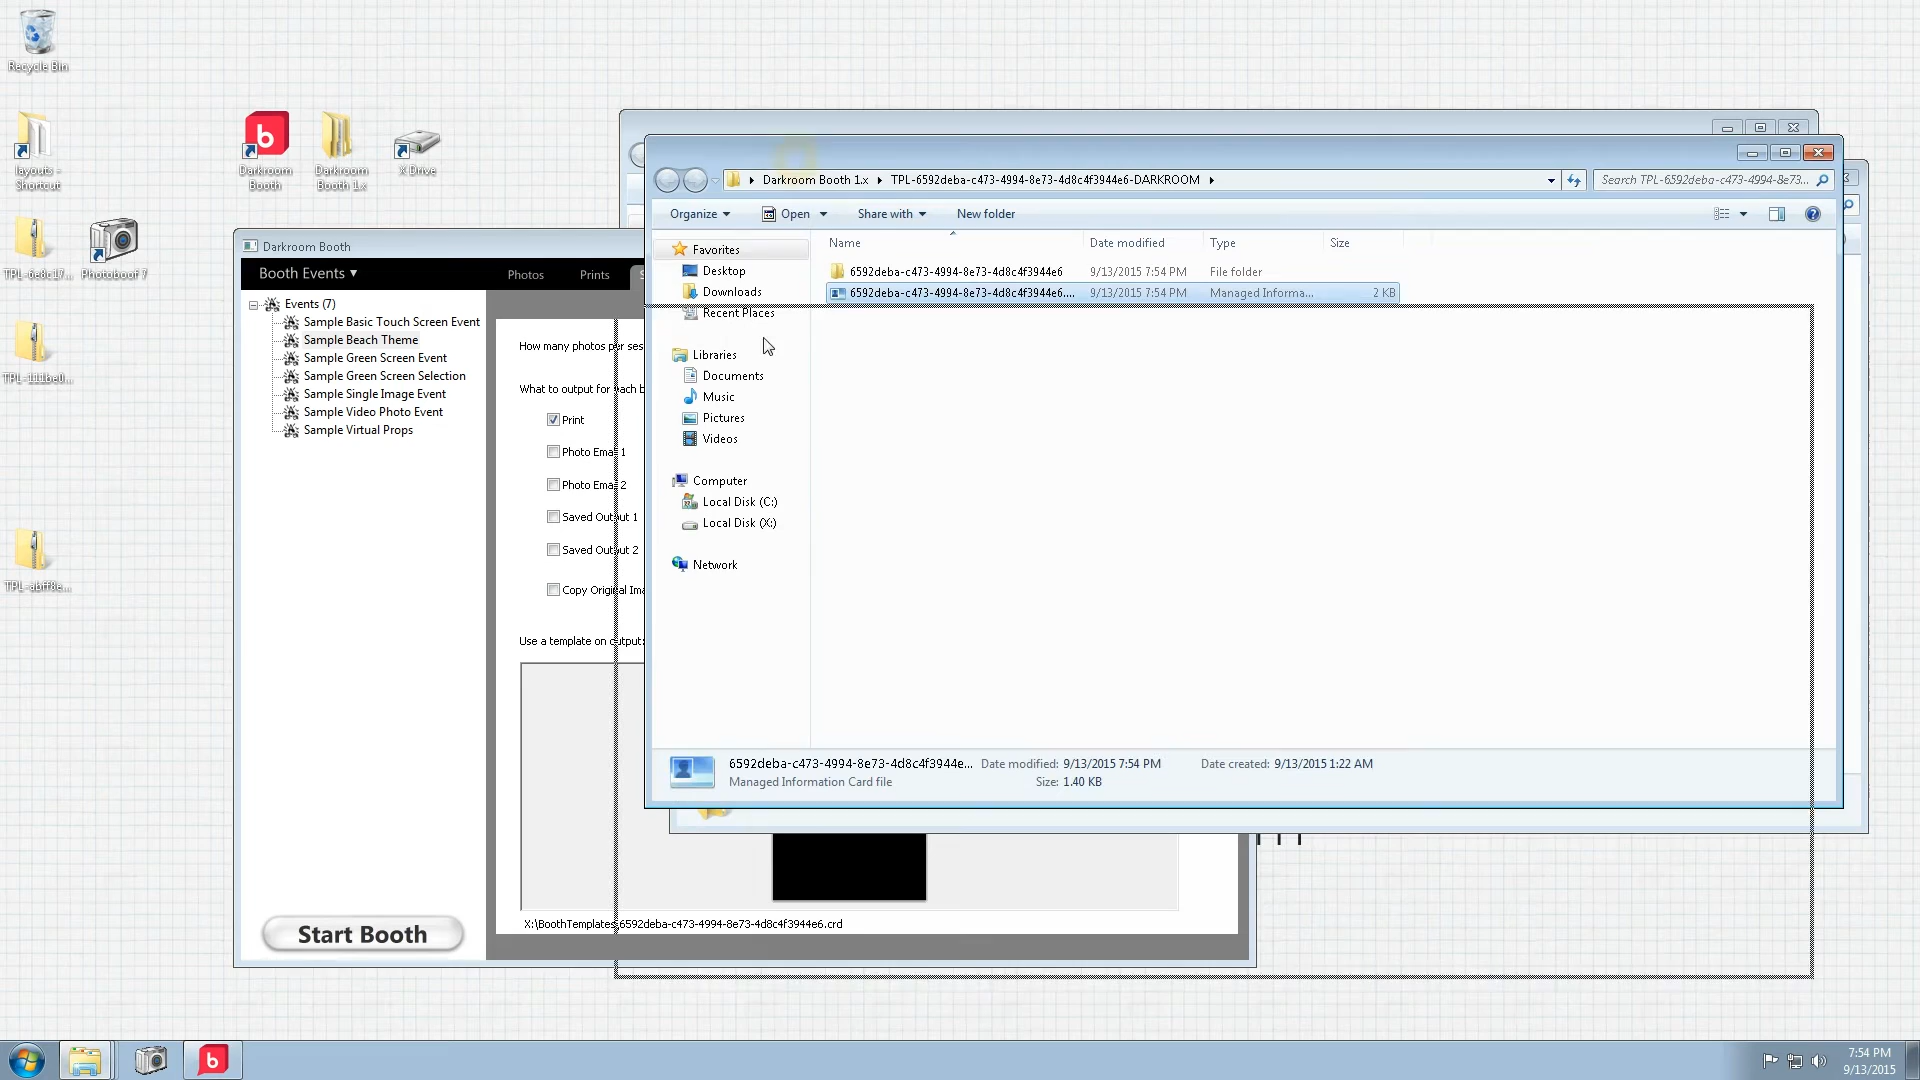 Recycle Bin
layouts -
Shortcut
Darkroom
Booth
Darkroom
Booth 1.x
X Drive
TPL-6e8c17...
Photoboof 7
TPL-111be0...
TPL-abff8e...
Darkroom Booth
Booth Events ▾
Photos
Prints
Events (7)
Sample Basic Touch Screen Event
Sample Beach Theme
Sample Green Screen Event
Sample Green Screen Selection
Sample Single Image Event
Sample Video Photo Event
Sample Virtual Props
Start Booth
How many photos per ses
What to output for each b
Print
Photo Email 1
Photo Email 2
Saved Output 1
Saved Output 2
Copy Original Ima
Use a template on output:
X:\BoothTemplates\6592deba-c473-4994-8e73-4d8c4f3944e6.crd
Darkroom Booth 1.x ▸ TPL-6592deba-c473-4994-8e73-4d8c4f3944e6-DARKROOM ▸
Search TPL-6592deba-c473-4994-8e73...
Organize ▾
Open
Share with ▾
New folder
Name
Date modified
Type
Size
6592deba-c473-4994-8e73-4d8c4f3944e6
9/13/2015 7:54 PM
File folder
6592deba-c473-4994-8e73-4d8c4f3944e6....
9/13/2015 7:54 PM
Managed Informa...
2 KB
Favorites
Desktop
Downloads
Recent Places
Libraries
Documents
Music
Pictures
Videos
Computer
Local Disk (C:)
Local Disk (X:)
Network
6592deba-c473-4994-8e73-4d8c4f3944e...
Date modified: 9/13/2015 7:54 PM
Date created: 9/13/2015 1:22 AM
Managed Information Card file
Size: 1.40 KB
7:54 PM
9/13/2015